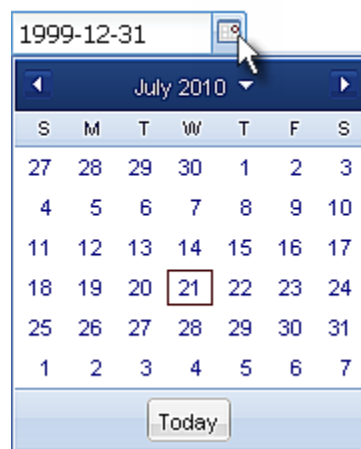 1999-12-31
July 2010
S M T W T F S
27 28 29 30 1 2 3
4 5 6 7 8 9 10
11 12 13 14 15 16 17
18 19 20 21 22 23 24
25 26 27 28 29 30 31
1 2 3 4 5 6 7
Today